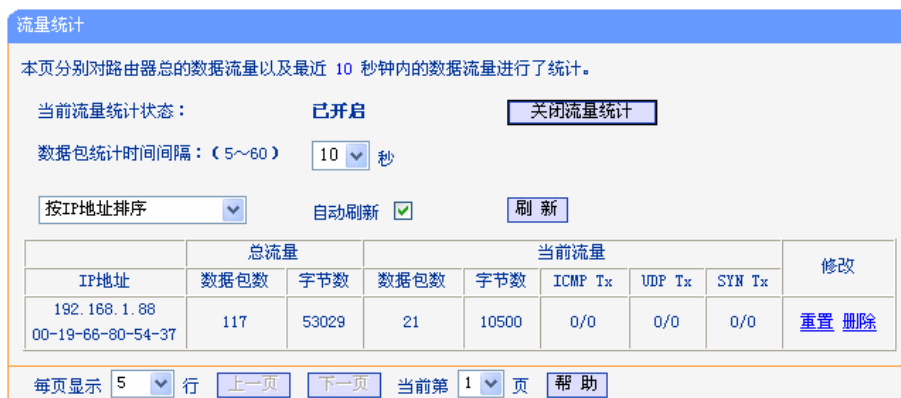 流量统计
本页分别对路由器总的数据流量以及最近 10 秒钟内的数据流量进行了统计。
当前流量统计状态： 已开启 关闭流量统计
数据包统计时间间隔：(5～60) 10 秒
按IP地址排序 自动刷新 刷 新
总流量 当前流量 修改
IP地址 数据包数 字节数 数据包数 字节数 ICMP Tx UDP Tx SYN Tx
192.168.1.88
00-19-66-80-54-37 117 53029 21 10500 0/0 0/0 0/0 重置 删除
每页显示 5 行 上一页 下一页 当前第 1 页 帮 助